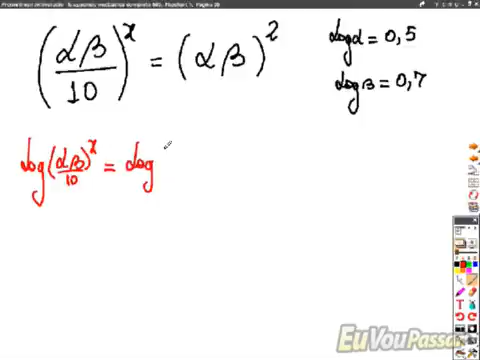 (αβ/10)^x = (αβ)^2
log α = 0,5
log β = 0,7
log (αβ/10)^x = log
EuVouPassar